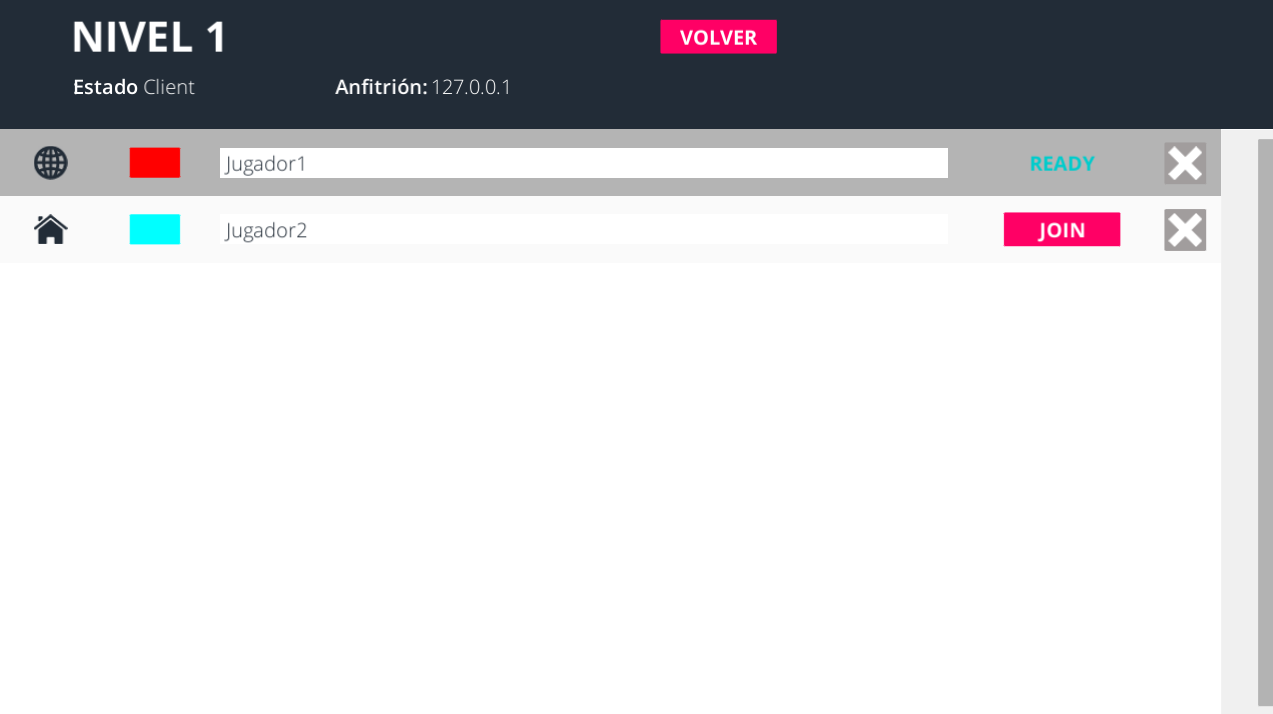 NIVEL 1
VOLVER
Estado Client
Anfitrión: 127.0.0.1
Jugador1
READY
Jugador2
JOIN